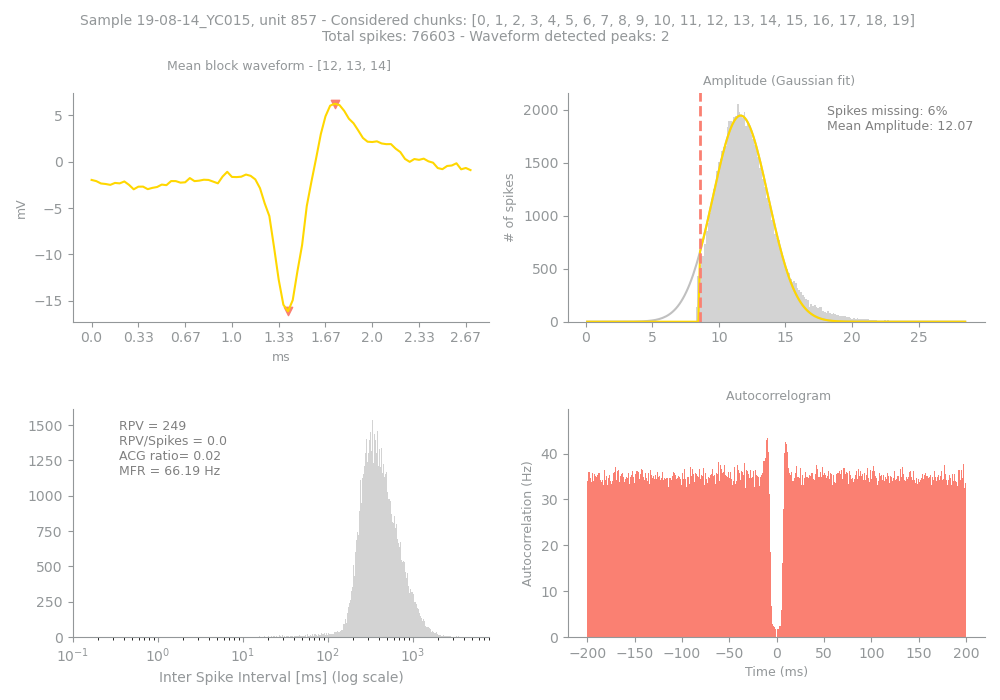 Sample 19-08-14_YC015, unit 857 - Considered chunks: [0, 1, 2, 3, 4, 5, 6, 7, 8, 9, 10, 11, 12, 13, 14, 15, 16, 17, 18, 19]
Total spikes: 76603 - Waveform detected peaks: 2
Mean block waveform - [12, 13, 14]
5
0
−5
−10
−15
mV
0.0 0.33 0.67 1.0 1.33 1.67 2.0 2.33 2.67
ms
Amplitude (Gaussian fit)
Spikes missing: 6%
Mean Amplitude: 12.07
2000
1500
1000
500
0
# of spikes
0 5 10 15 20 25
RPV = 249
RPV/Spikes = 0.0
ACG ratio= 0.02
MFR = 66.19 Hz
1500
1250
1000
750
500
250
0
10⁻¹ 10⁰ 10¹ 10² 10³
Inter Spike Interval [ms] (log scale)
Autocorrelogram
40
30
20
10
0
Autocorrelation (Hz)
−200 −150 −100 −50 0 50 100 150 200
Time (ms)